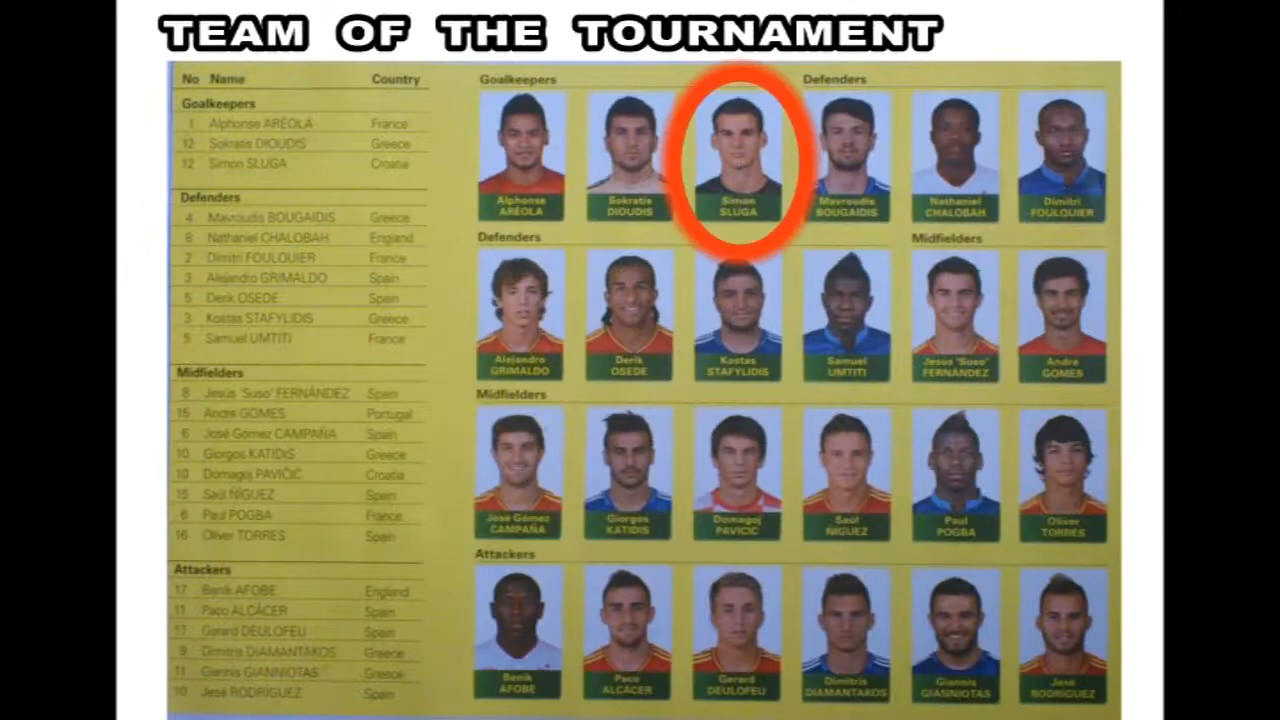 TEAM OF THE TOURNAMENT
No Name Country
Goalkeepers
1 Alphonse ARÉOLA France
12 Sokratis DIOUDIS Greece
12 Simon SLUGA Croatia
Defenders
4 Mavroudis BOUGAIDIS Greece
8 Nathaniel CHALOBAH England
2 Dimitri FOULQUIER France
3 Alejandro GRIMALDO Spain
5 Derik OSEDE Spain
3 Kostas STAFYLIDIS Greece
5 Samuel UMTITI France
Midfielders
8 Jesús 'Suso' FERNÁNDEZ Spain
15 André GOMES Portugal
6 José Gómez CAMPAÑA Spain
10 Giorgos KATIDIS Greece
10 Domagoj PAVIČIĆ Croatia
15 Saúl ÑÍGUEZ Spain
6 Paul POGBA France
16 Oliver TORRES Spain
Attackers
17 Benik AFOBE England
11 Paco ALCÁCER Spain
17 Gerard DEULOFEU Spain
9 Dimitris DIAMANTAKOS Greece
11 Giannis GIANNIOTAS Greece
10 Jesé RODRÍGUEZ Spain
Goalkeepers Defenders
Alphonse Sokratis Simon Mavroudis Nathaniel Dimitri
ARÉOLA DIOUDIS SLUGA BOUGAIDIS CHALOBAH FOULQUIER
Defenders Midfielders
Alejandro Derik Kostas Samuel Jesús 'Suso' André
GRIMALDO OSEDE STAFYLIDIS UMTITI FERNÁNDEZ GOMES
Midfielders
José Gómez Giorgos Domagoj Saúl Paul Oliver
CAMPAÑA KATIDIS PAVIČIĆ ÑÍGUEZ POGBA TORRES
Attackers
Benik Paco Gerard Dimitris Giannis Jesé
AFOBE ALCÁCER DEULOFEU DIAMANTAKOS GIANNIOTAS RODRÍGUEZ